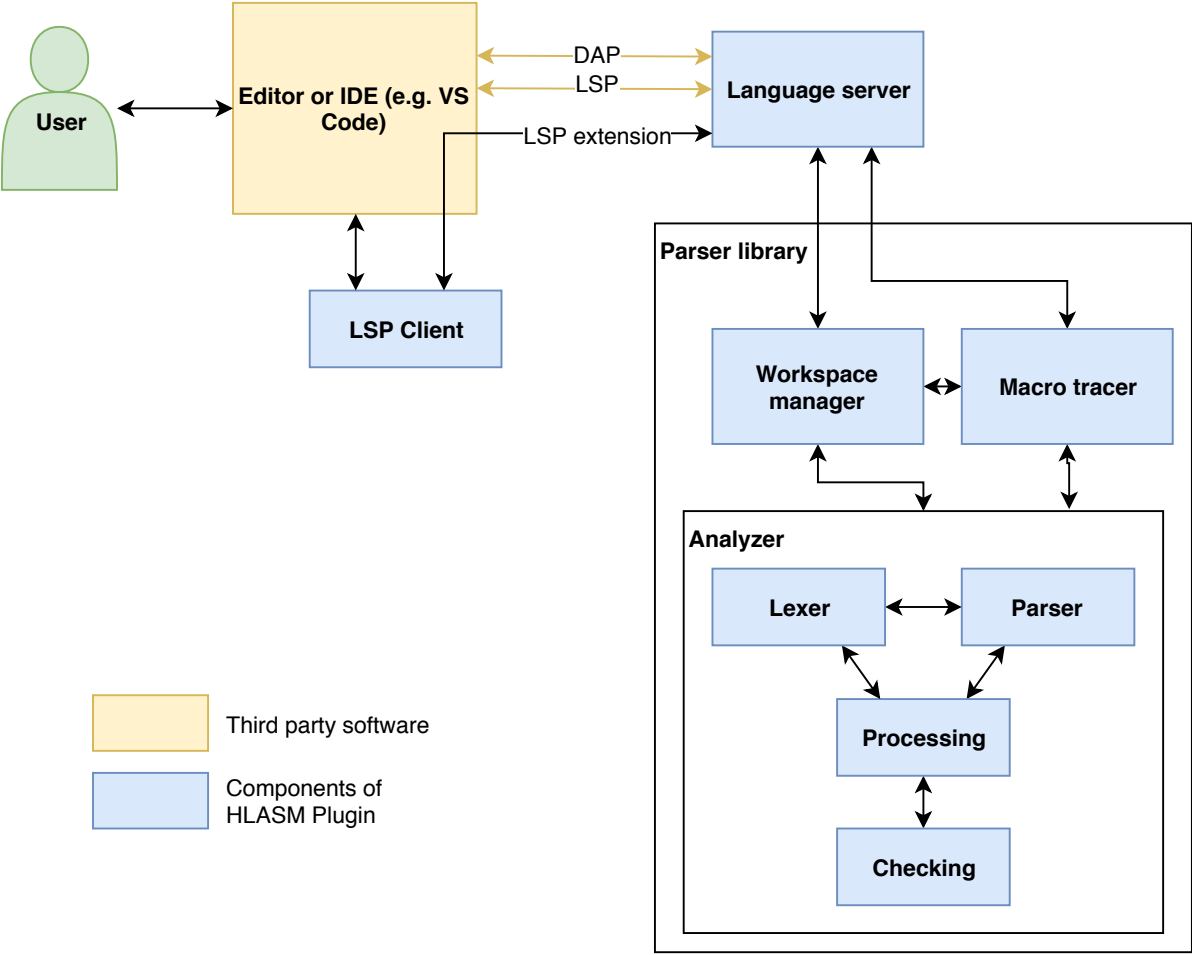 User
Editor or IDE (e.g. VS
Code)
DAP
LSP
LSP extension
Language server
LSP Client
Parser library
Workspace
manager
Macro tracer
Analyzer
Lexer
Parser
Processing
Checking
Third party software
Components of
HLASM Plugin